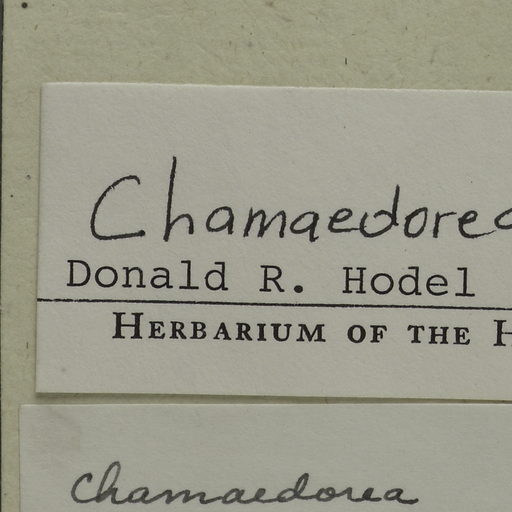 Chamaedorea
Donald R. Hodel
HERBARIUM OF THE H
Chamaedorea